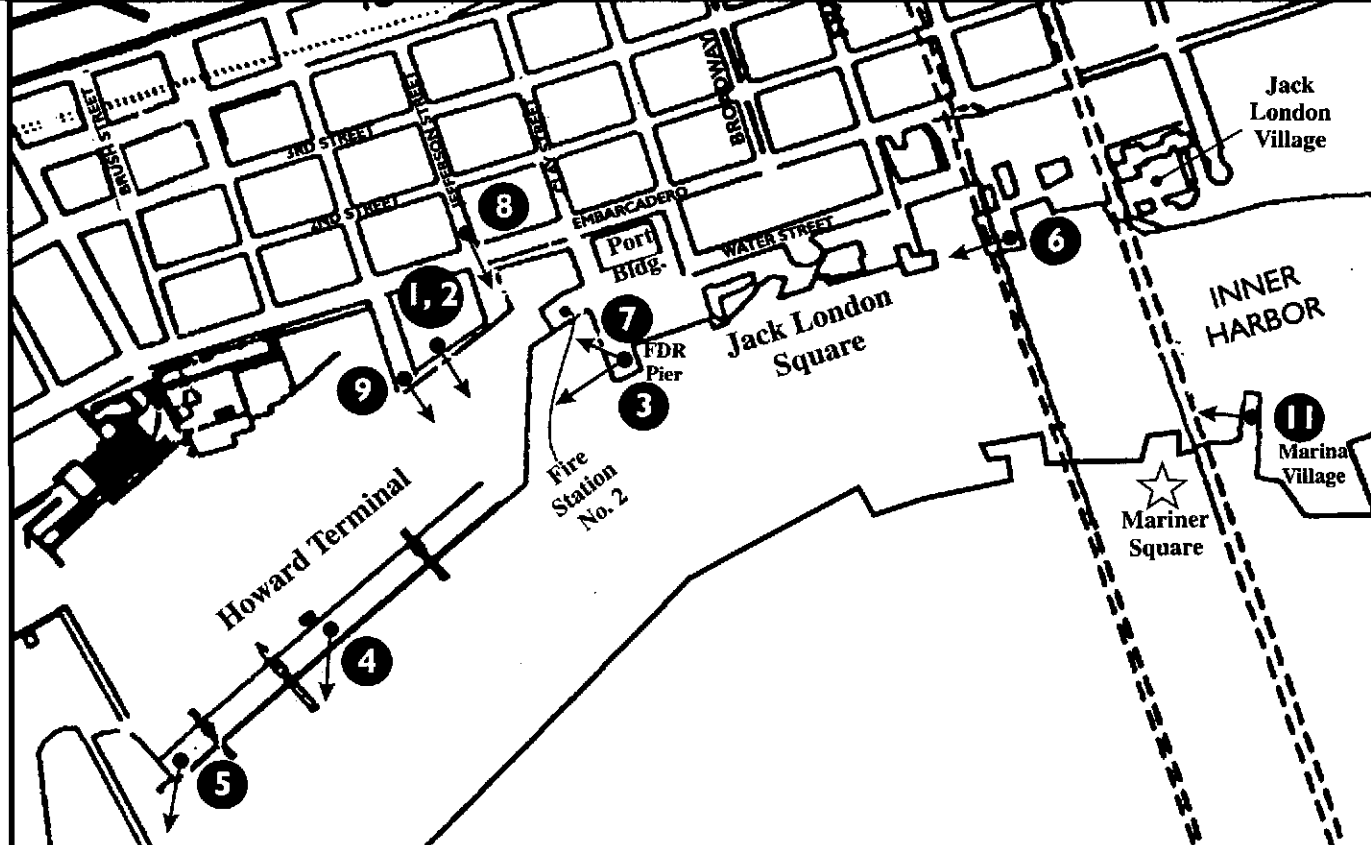 BRUSH STREET
3RD STREET
2ND STREET
JEFFERSON STREET
CLAY STREET
BROADWAY
EMBARCADERO
WATER STREET
Port
Bldg.
Jack
London
Village
8
6
1, 2
7
FDR
Pier
9
3
Jack London
Square
INNER
HARBOR
11
Marina
Village
Mariner
Square
Fire
Station
No. 2
Howard Terminal
4
5